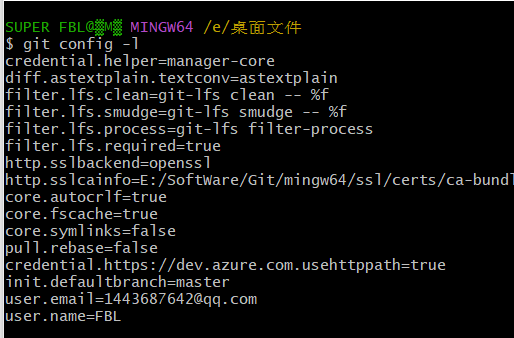 SUPER FBL@▒M▒ MINGW64 /e/桌面文件
$ git config -l
credential.helper=manager-core
diff.astextplain.textconv=astextplain
filter.lfs.clean=git-lfs clean -- %f
filter.lfs.smudge=git-lfs smudge -- %f
filter.lfs.process=git-lfs filter-process
filter.lfs.required=true
http.sslbackend=openssl
http.sslcainfo=E:/SoftWare/Git/mingw64/ssl/certs/ca-bundl
core.autocrlf=true
core.fscache=true
core.symlinks=false
pull.rebase=false
credential.https://dev.azure.com.usehttppath=true
init.defaultbranch=master
user.email=1443687642@qq.com
user.name=FBL